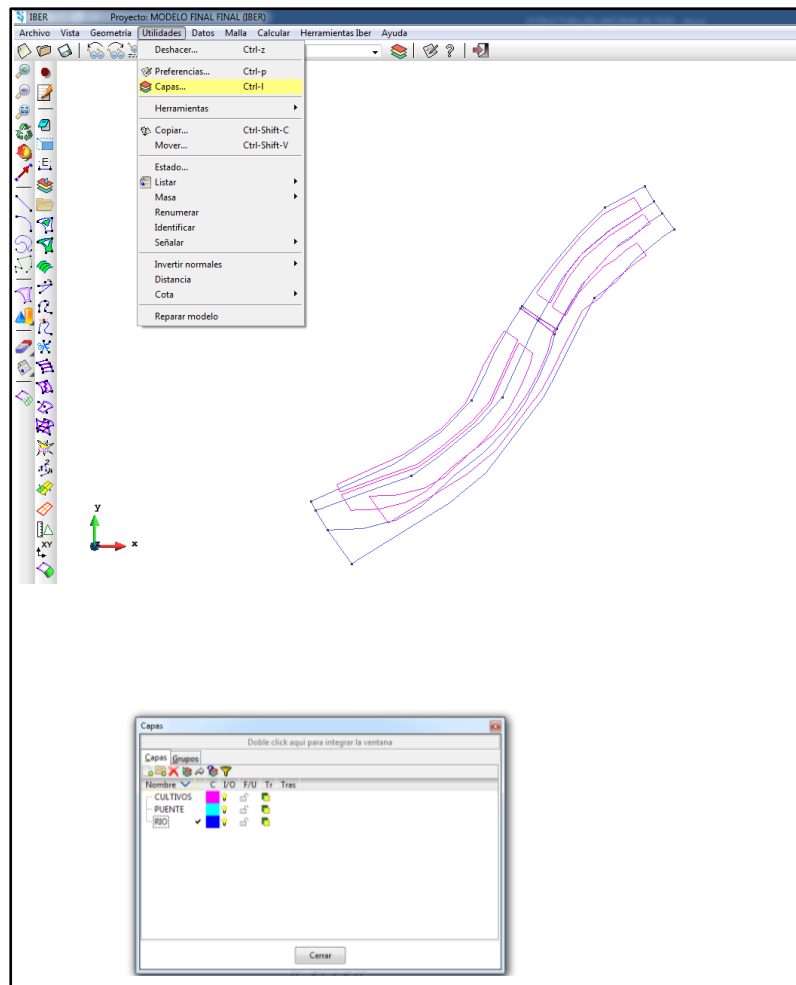 IBER Proyecto: MODELO FINAL FINAL (IBER)
Archivo Vista Geometría Utilidades Datos Malla Calcular Herramientas Iber Ayuda
Deshacer... Ctrl-z
Preferencias... Ctrl-p
Capas... Ctrl-l
Herramientas
Copiar... Ctrl-Shift-C
Mover... Ctrl-Shift-V
Estado...
Listar
Masa
Renumerar
Identificar
Señalar
Invertir normales
Distancia
Cota
Reparar modelo
E
XY
y
x
Capas
Doble click aqui para integrar la ventana
Capas Grupos
Nombre C I/O F/U Tr Tras
CULTIVOS
PUENTE
RIO
Cerrar